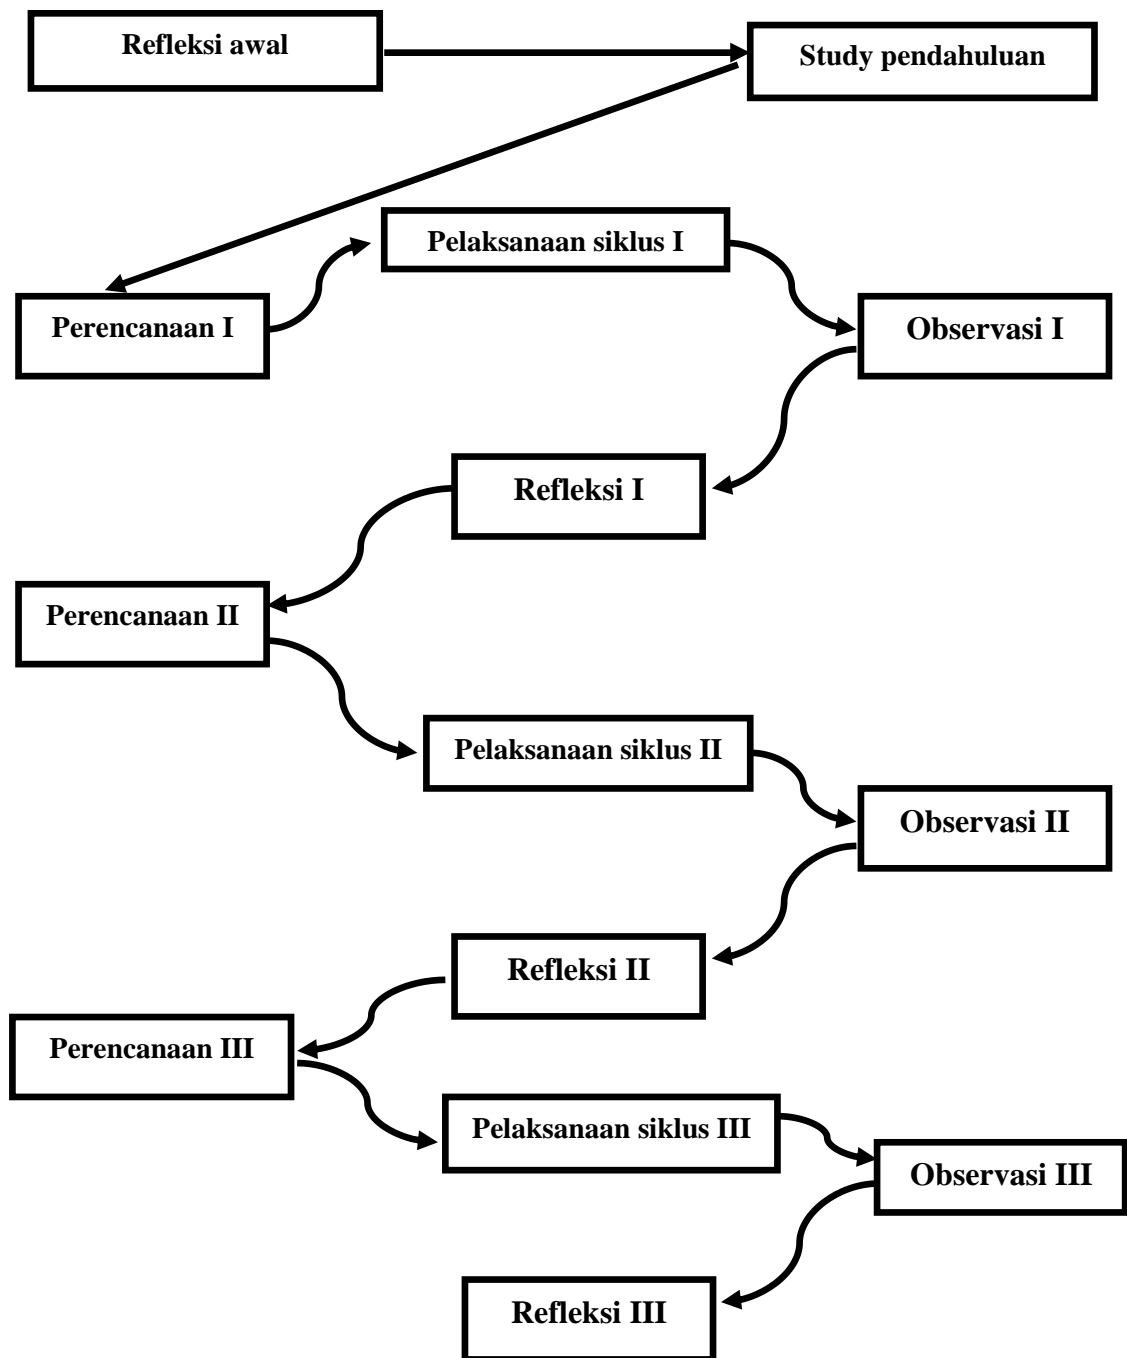 Refleksi awal
Study pendahuluan
Pelaksanaan siklus I
Perencanaan I
Observasi I
Refleksi I
Perencanaan II
Pelaksanaan siklus II
Observasi II
Refleksi II
Perencanaan III
Pelaksanaan siklus III
Observasi III
Refleksi III